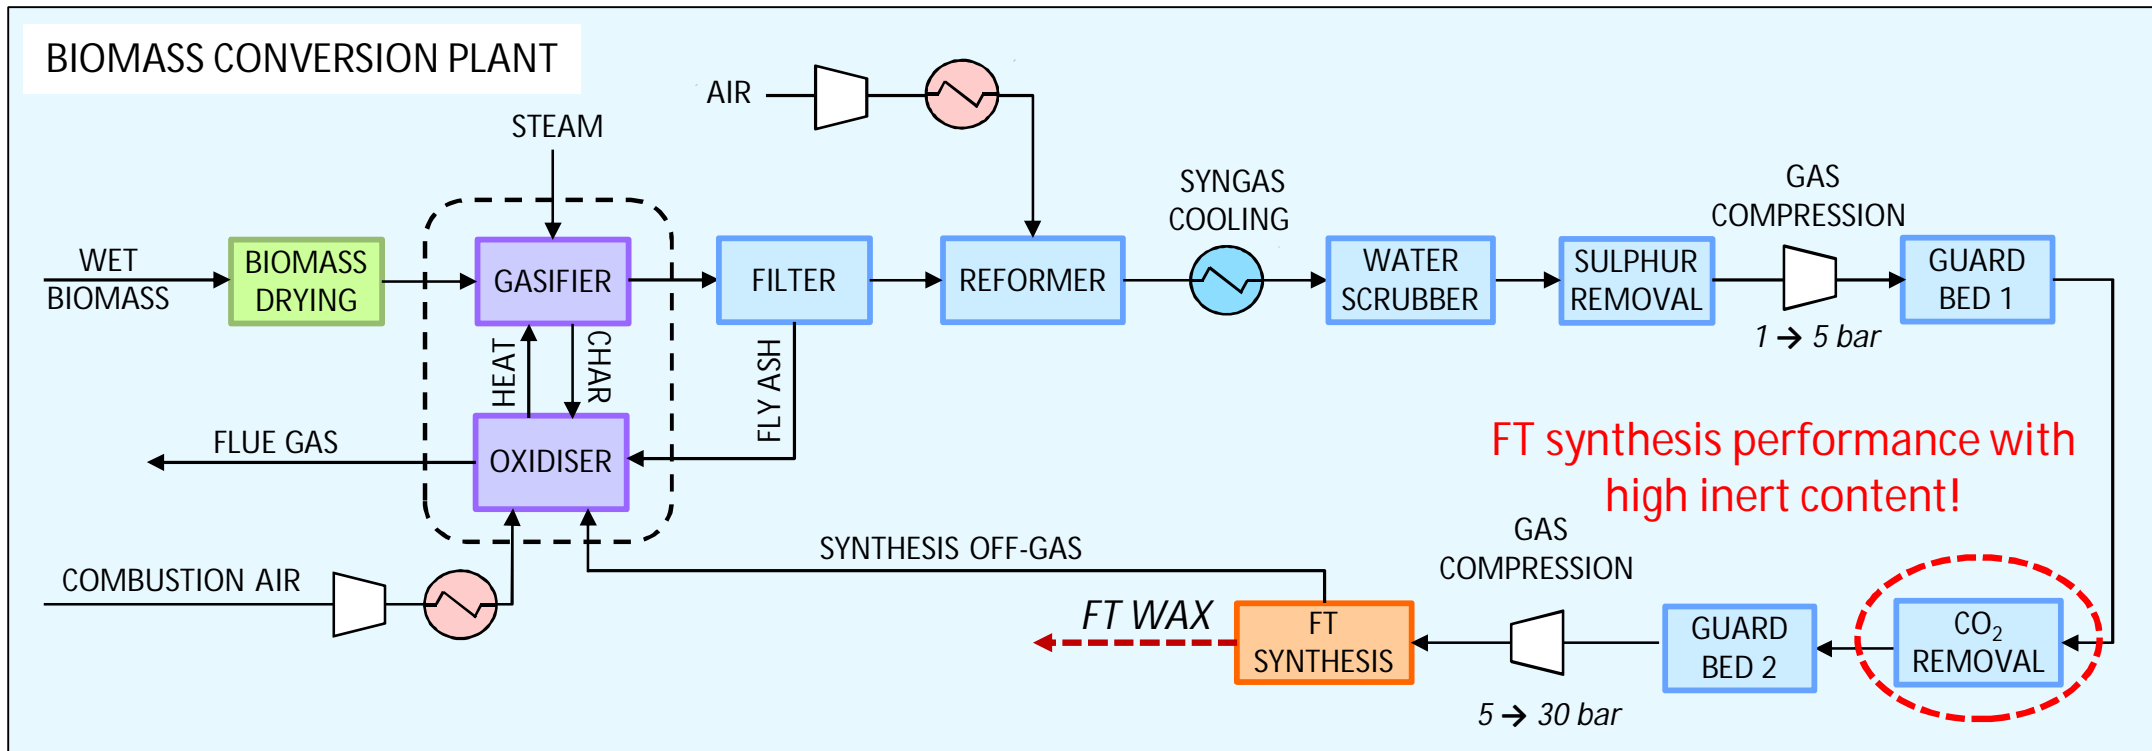 BIOMASS CONVERSION PLANT
AIR
STEAM
SYNGAS
COOLING
GAS
COMPRESSION
WET
BIOMASS
BIOMASS
DRYING
GASIFIER
FILTER
REFORMER
WATER
SCRUBBER
SULPHUR
REMOVAL
1 → 5 bar
GUARD
BED 1
HEAT
CHAR
FLY ASH
FLUE GAS
OXIDISER
FT synthesis performance with
high inert content!
SYNTHESIS OFF-GAS
GAS
COMPRESSION
COMBUSTION AIR
FT WAX
FT
SYNTHESIS
5 → 30 bar
GUARD
BED 2
CO₂
REMOVAL